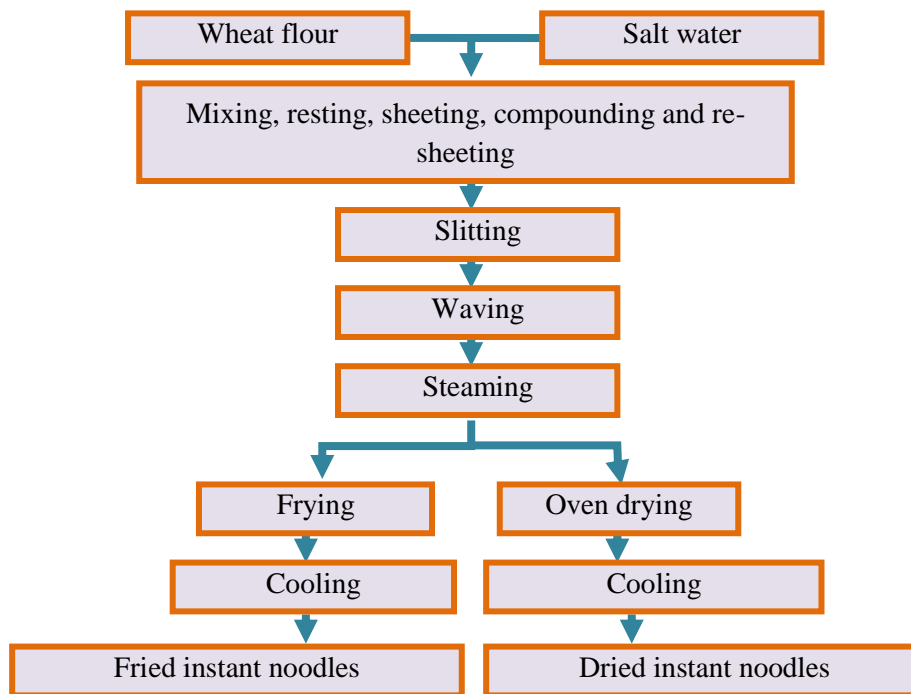 Wheat flour
Salt water
Mixing, resting, sheeting, compounding and re-
sheeting
Slitting
Waving
Steaming
Frying
Oven drying
Cooling
Cooling
Fried instant noodles
Dried instant noodles